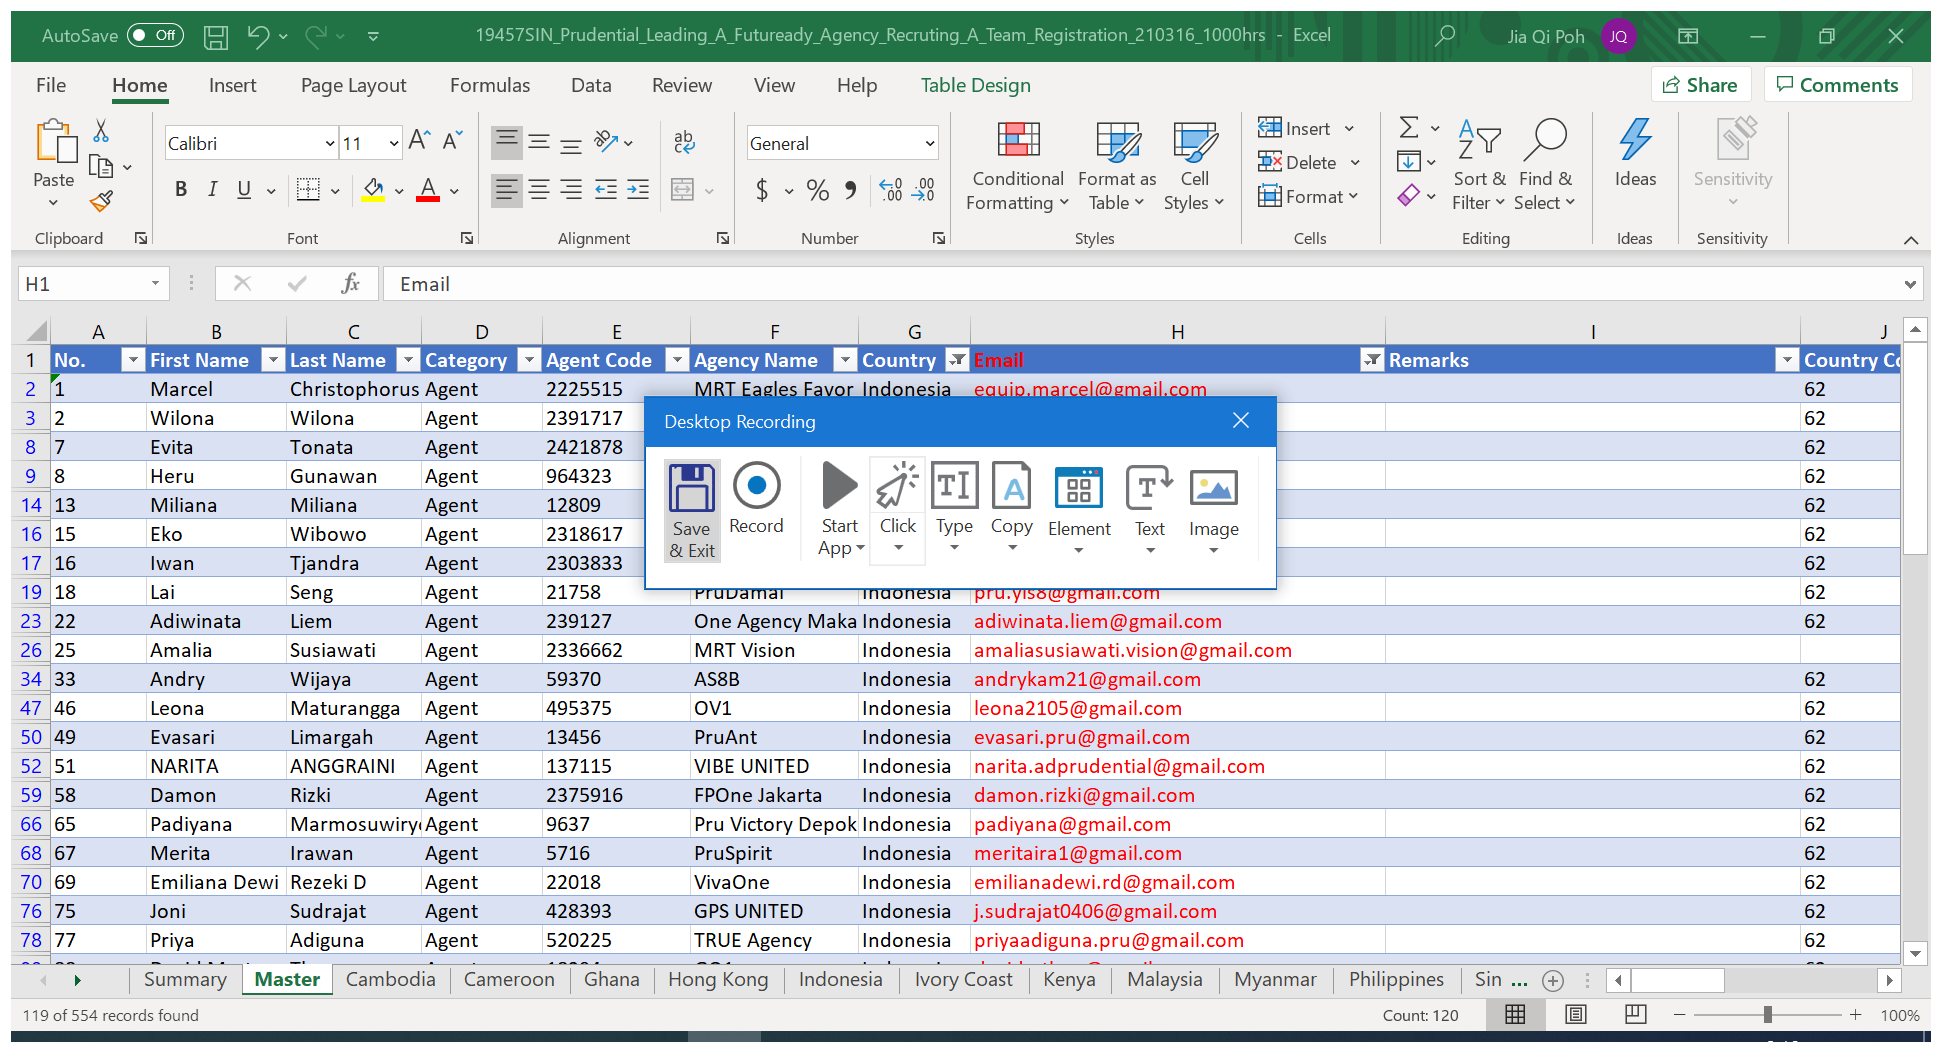 AutoSave Off 19457SIN_Prudential_Leading_A_Futuready_Agency_Recruting_A_Team_Registration_210316_1000hrs - Excel Jia Qi Poh JQ
File Home Insert Page Layout Formulas Data Review View Help Table Design Share Comments
Calibri 11 General
Paste
B I U A
ab
$ % 9
Conditional Formatting
Format as Table
Cell Styles
Insert
Delete
Format
Sort & Filter
Find & Select
Ideas
Sensitivity
Clipboard Font Alignment Number Styles Cells Editing Ideas Sensitivity
H1 fx Email
A B C D E F G H I J
1 No. First Name Last Name Category Agent Code Agency Name Country Email Remarks Country Co
2 1 Marcel Christophorus Agent 2225515 MRT Eagles Favor Indonesia equip.marcel@gmail.com 62
3 2 Wilona Wilona Agent 2391717 62
8 7 Evita Tonata Agent 2421878 62
9 8 Heru Gunawan Agent 964323 62
14 13 Miliana Miliana Agent 12809 62
16 15 Eko Wibowo Agent 2318617 62
17 16 Iwan Tjandra Agent 2303833 62
19 18 Lai Seng Agent 21758 PruDamai Indonesia pru.yls8@gmail.com 62
23 22 Adiwinata Liem Agent 239127 One Agency Maka Indonesia adiwinata.liem@gmail.com 62
26 25 Amalia Susiawati Agent 2336662 MRT Vision Indonesia amaliasusiawati.vision@gmail.com
34 33 Andry Wijaya Agent 59370 AS8B Indonesia andrykam21@gmail.com 62
47 46 Leona Maturangga Agent 495375 OV1 Indonesia leona2105@gmail.com 62
50 49 Evasari Limargah Agent 13456 PruAnt Indonesia evasari.pru@gmail.com 62
52 51 NARITA ANGGRAINI Agent 137115 VIBE UNITED Indonesia narita.adprudential@gmail.com 62
59 58 Damon Rizki Agent 2375916 FPOne Jakarta Indonesia damon.rizki@gmail.com 62
66 65 Padiyana Marmosuwiryo Agent 9637 Pru Victory Depok Indonesia padiyana@gmail.com 62
68 67 Merita Irawan Agent 5716 PruSpirit Indonesia meritaira1@gmail.com 62
70 69 Emiliana Dewi Rezeki D Agent 22018 VivaOne Indonesia emilianadewi.rd@gmail.com 62
76 75 Joni Sudrajat Agent 428393 GPS UNITED Indonesia j.sudrajat0406@gmail.com 62
78 77 Priya Adiguna Agent 520225 TRUE Agency Indonesia priyaadiguna.pru@gmail.com 62
Desktop Recording
Save & Exit
Record
Start App
Click
Type
Copy
Element
Text
Image
Summary Master Cambodia Cameroon Ghana Hong Kong Indonesia Ivory Coast Kenya Malaysia Myanmar Philippines Sin ...
119 of 554 records found Count: 120 100%